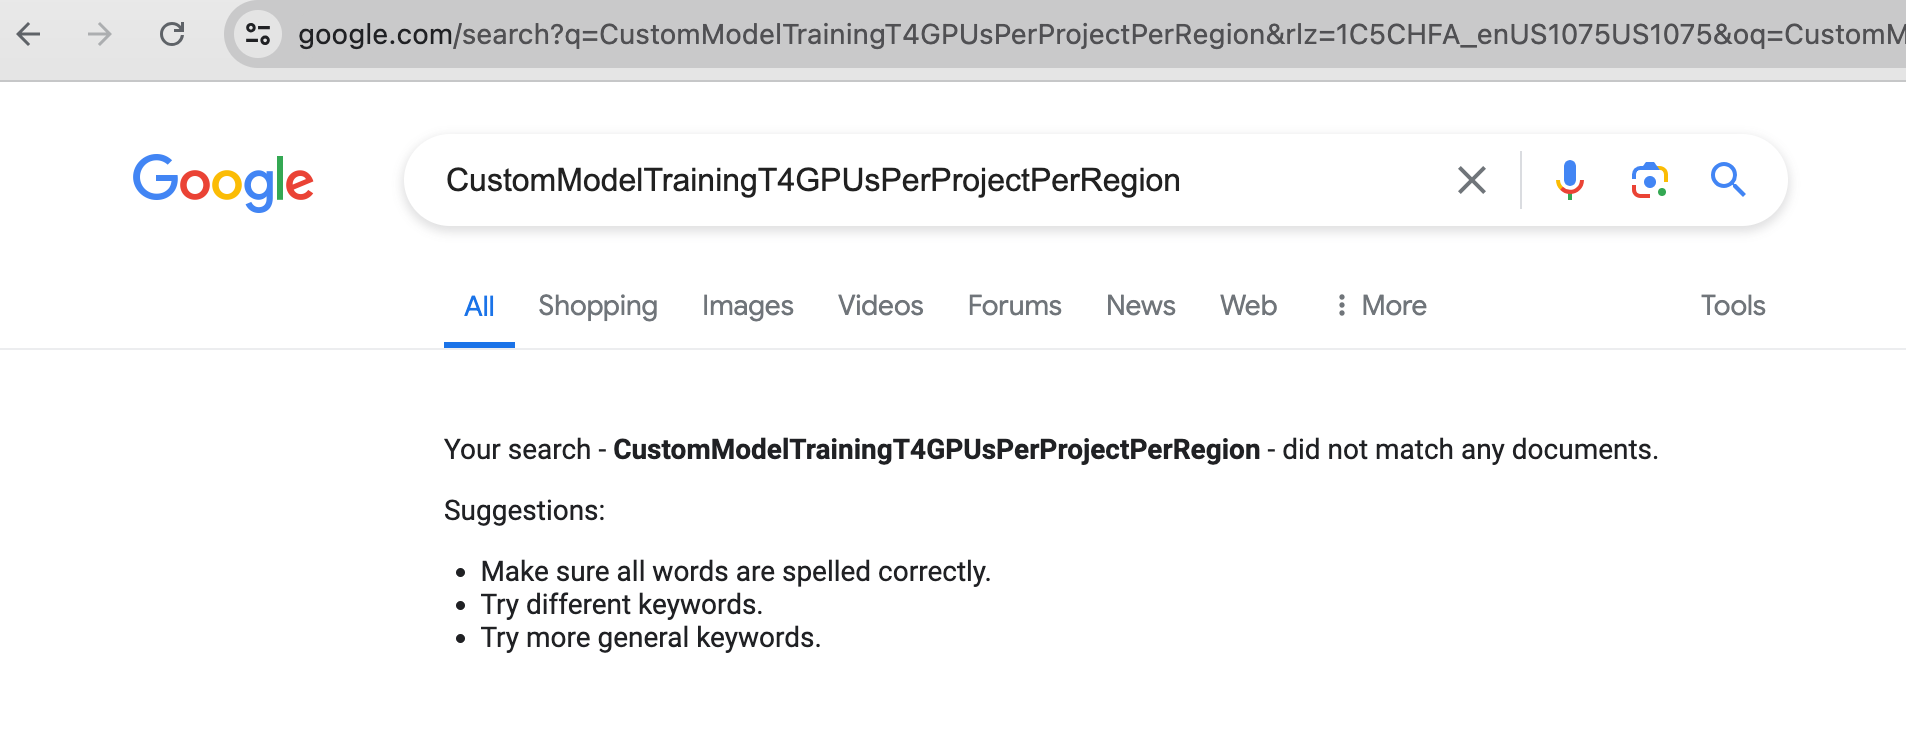 google.com/search?q=CustomModelTrainingT4GPUsPerProjectPerRegion&rlz=1C5CHFA_enUS1075US1075&oq=CustomM
Google
CustomModelTrainingT4GPUsPerProjectPerRegion
All Shopping Images Videos Forums News Web More Tools
Your search - CustomModelTrainingT4GPUsPerProjectPerRegion - did not match any documents.
Suggestions:
• Make sure all words are spelled correctly.
• Try different keywords.
• Try more general keywords.